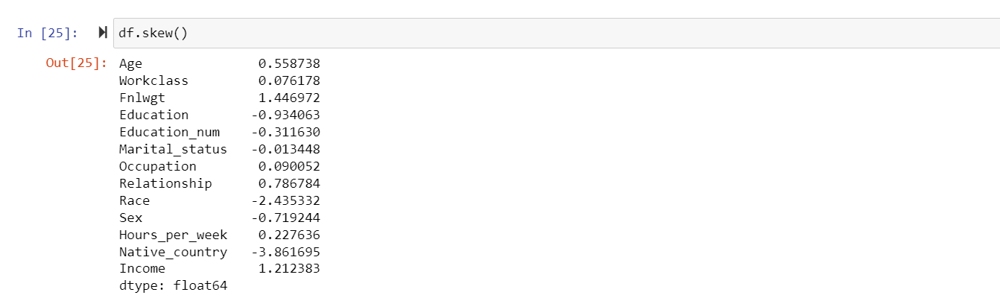 In [25]: df.skew()
Out[25]: Age 0.558738
Workclass 0.076178
Fnlwgt 1.446972
Education -0.934063
Education_num -0.311630
Marital_status -0.013448
Occupation 0.090052
Relationship 0.786784
Race -2.435332
Sex -0.719244
Hours_per_week 0.227636
Native_country -3.861695
Income 1.212383
dtype: float64